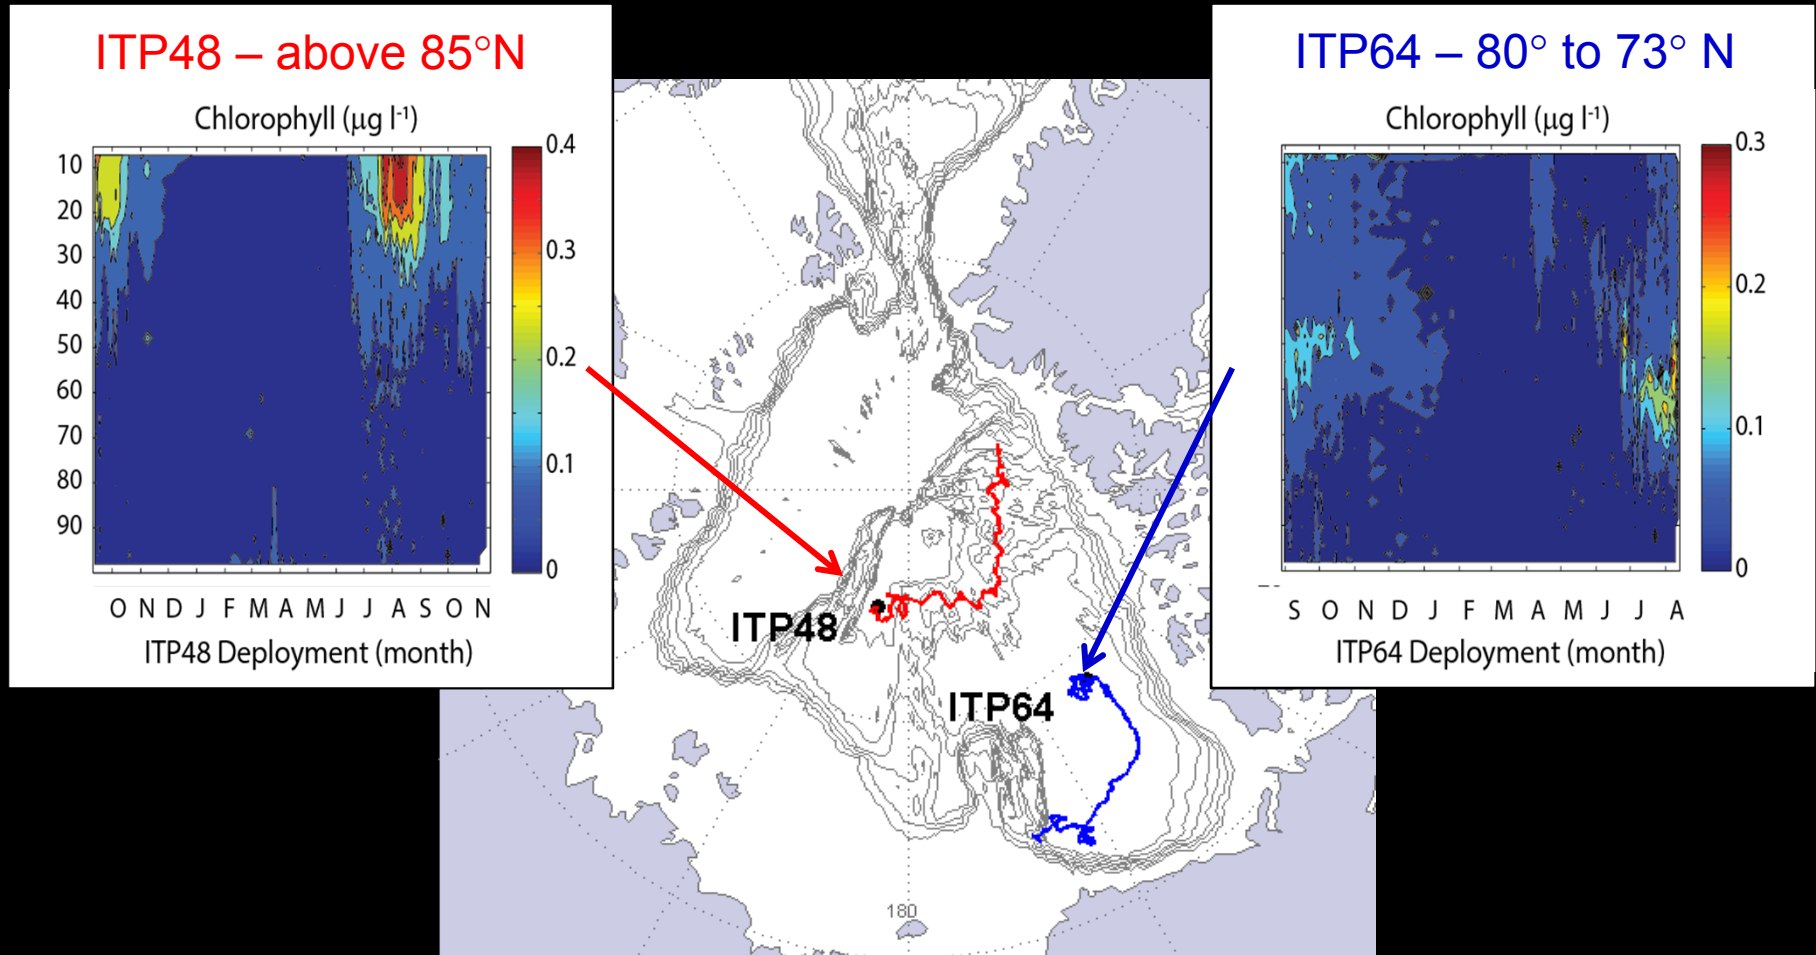 ITP48 – above 85°N
Chlorophyll (μg l⁻¹)
10
20
30
40
50
60
70
80
90
0.4
0.3
0.2
0.1
0
O N D J F M A M J J A S O N
ITP48 Deployment (month)
ITP64 – 80° to 73° N
Chlorophyll (μg l⁻¹)
0.3
0.2
0.1
0
S O N D J F M A M J J A
ITP64 Deployment (month)
ITP48
ITP64
180